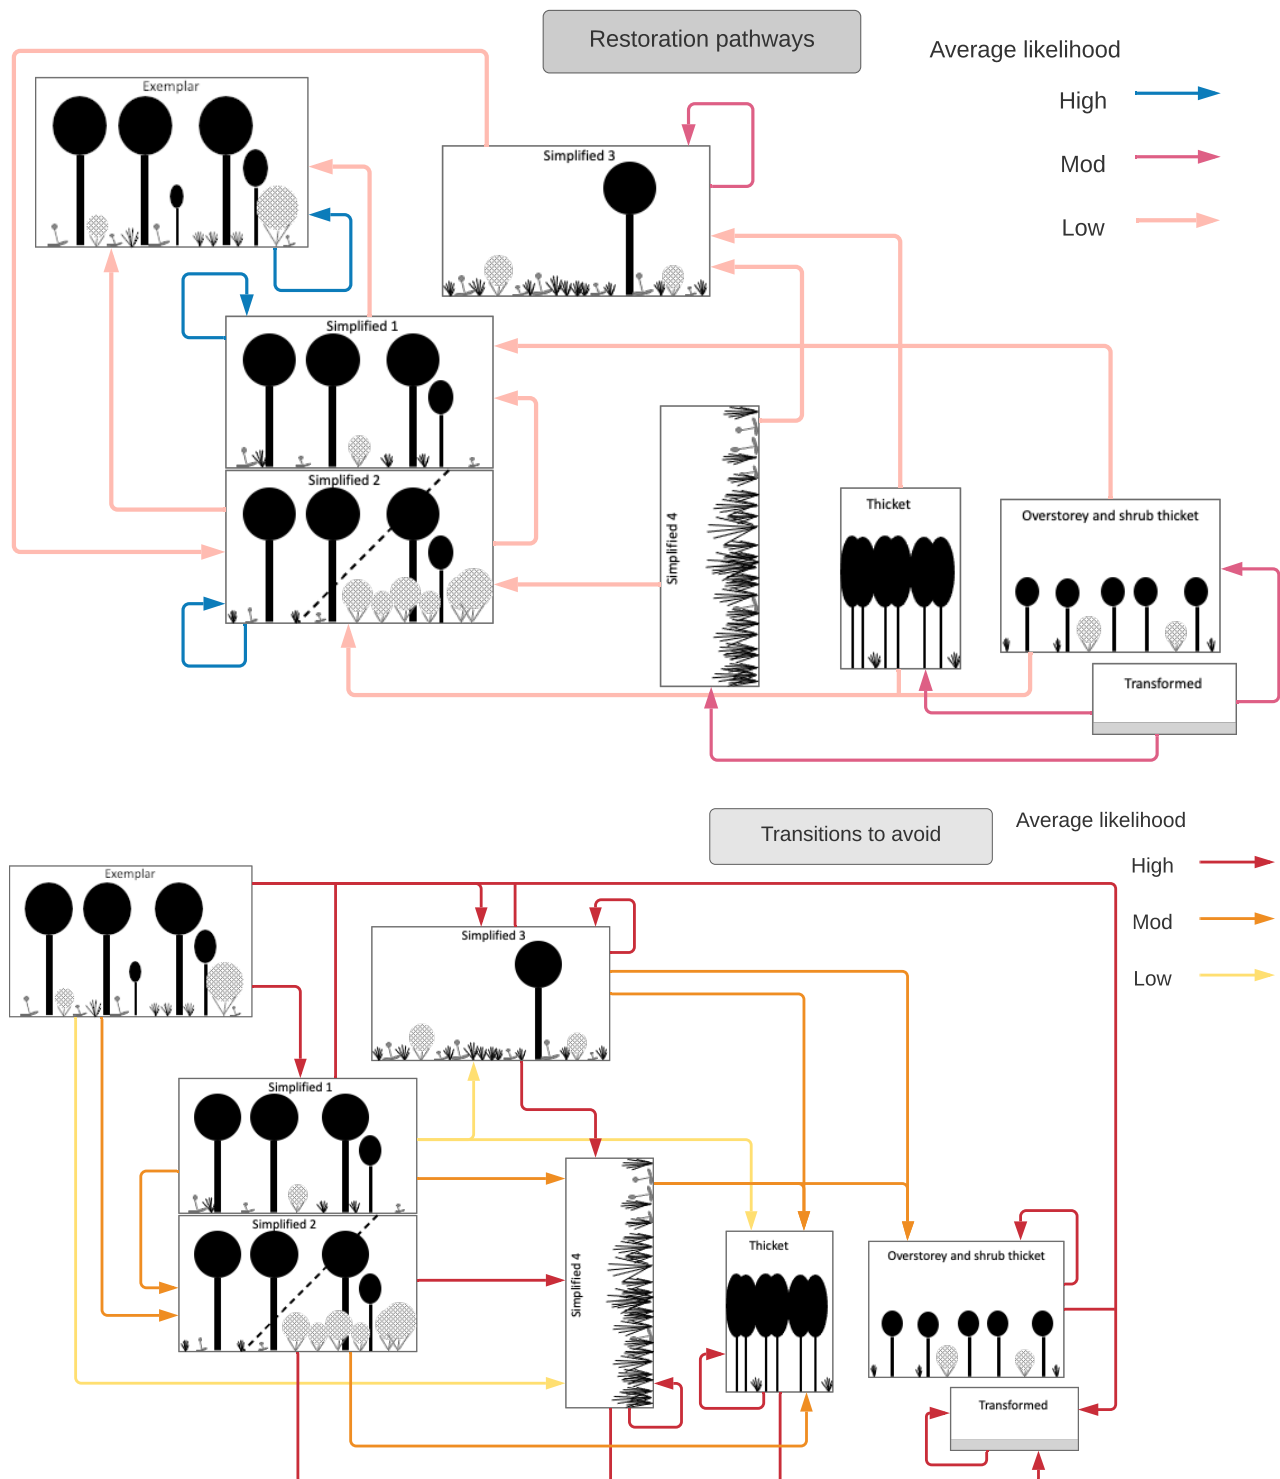 Restoration pathways
Average likelihood
High
Mod
Low
Exemplar
Simplified 3
Simplified 1
Simplified 2
Simplified 4
Thicket
Overstorey and shrub thicket
Transformed
Transitions to avoid
Average likelihood
High
Mod
Low
Exemplar
Simplified 3
Simplified 1
Simplified 2
Simplified 4
Thicket
Overstorey and shrub thicket
Transformed